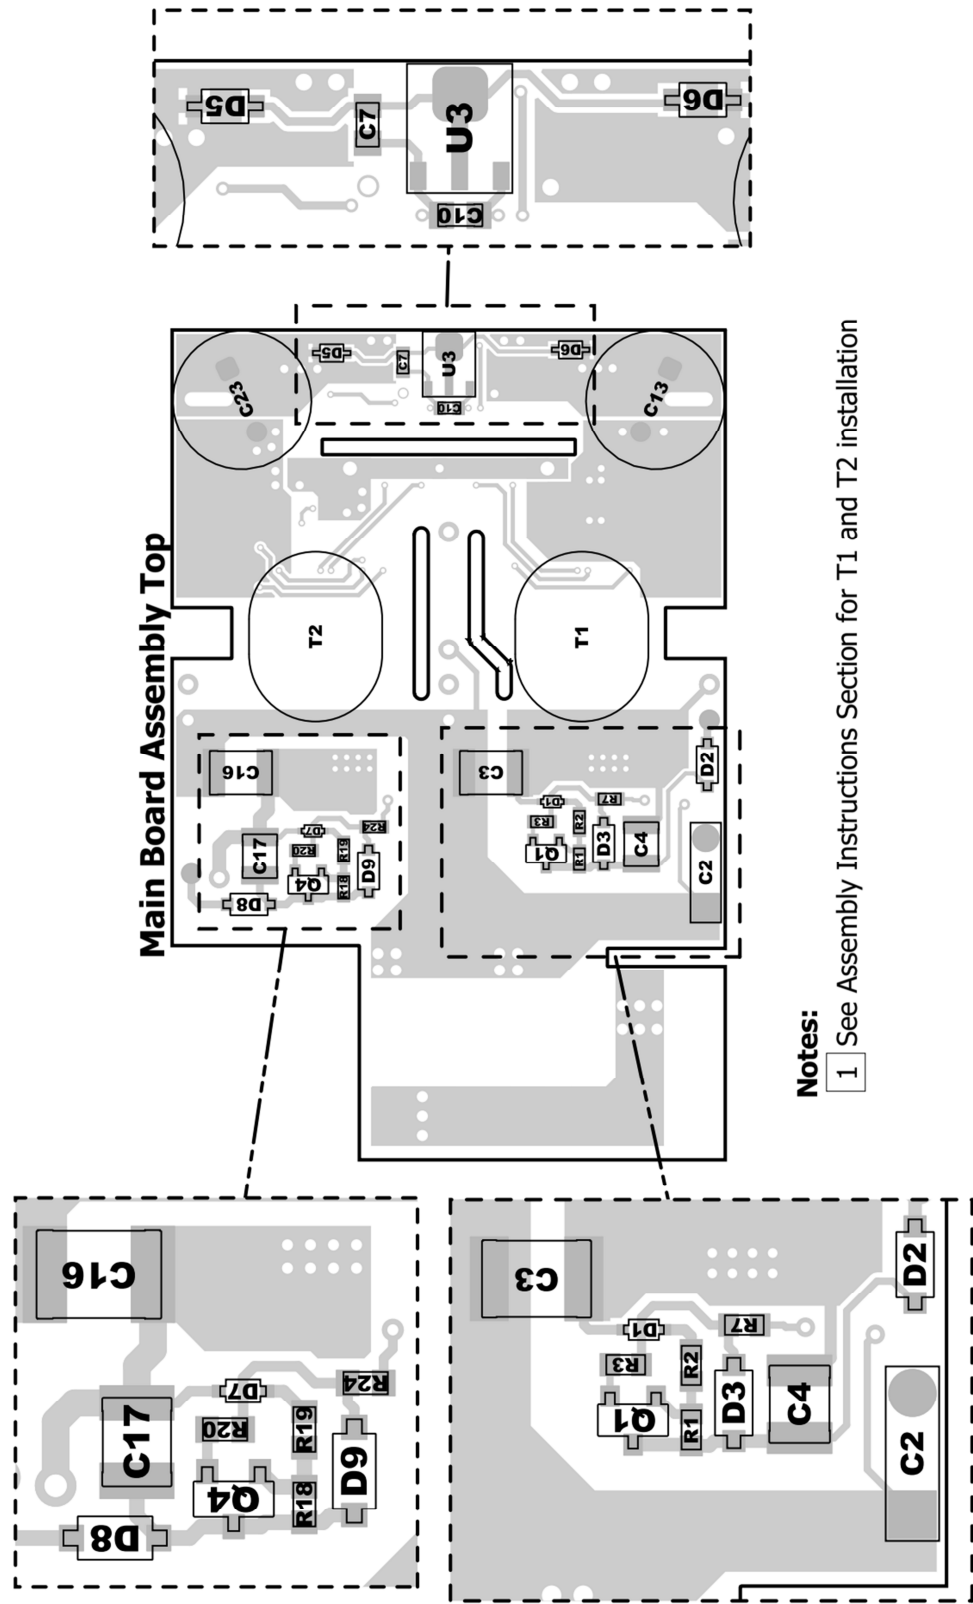 D5
C7
U3
C10
D6
Main Board Assembly Top
C23
D5
C7
U3
C10
D6
C13
T2
T1
C16
C17
D7
R20
R24
R19
Q4
R18
D9
D8
C3
D1
R7
R3
R2
Q1
R1
D3
C4
D2
C2
Notes:
1 See Assembly Instructions Section for T1 and T2 installation
C16
C17
D7
R24
R20
R19
Q4
R18
D9
D8
C3
D1
R7
R3
R2
Q1
R1
D3
C4
D2
C2